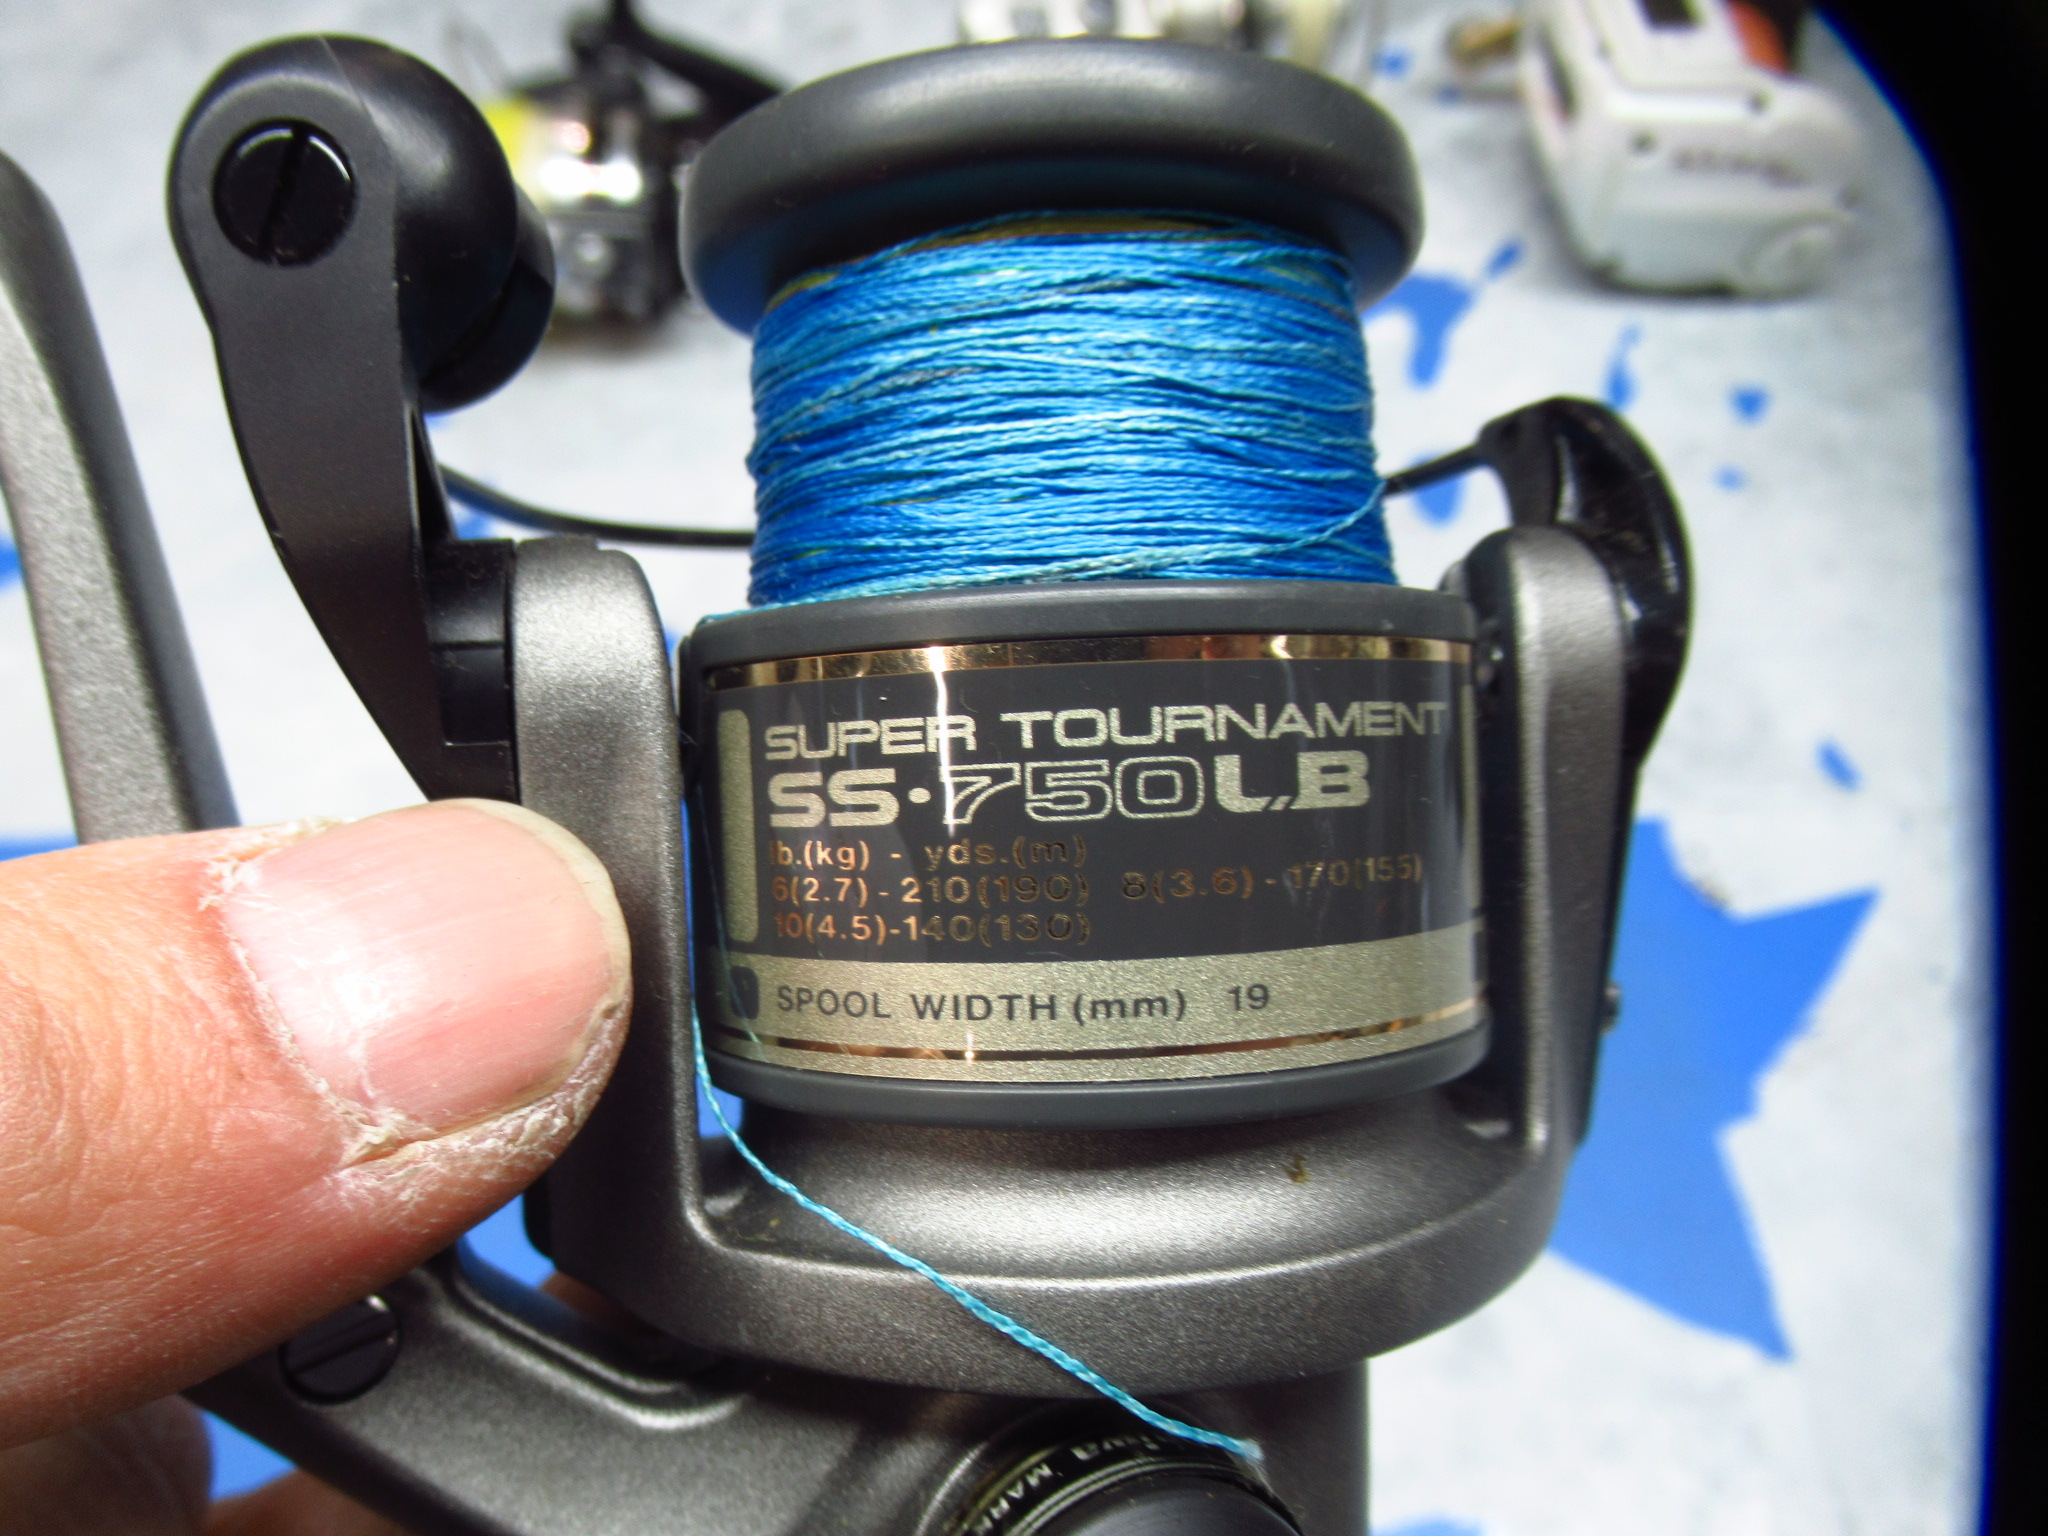 SUPER TOURNAMENT
SS·750LB
lb.(kg) - yds.(m)
6(2.7)-210(190) 8(3.6)-170(155)
10(4.5)-140(130)
SPOOL WIDTH (mm) 19